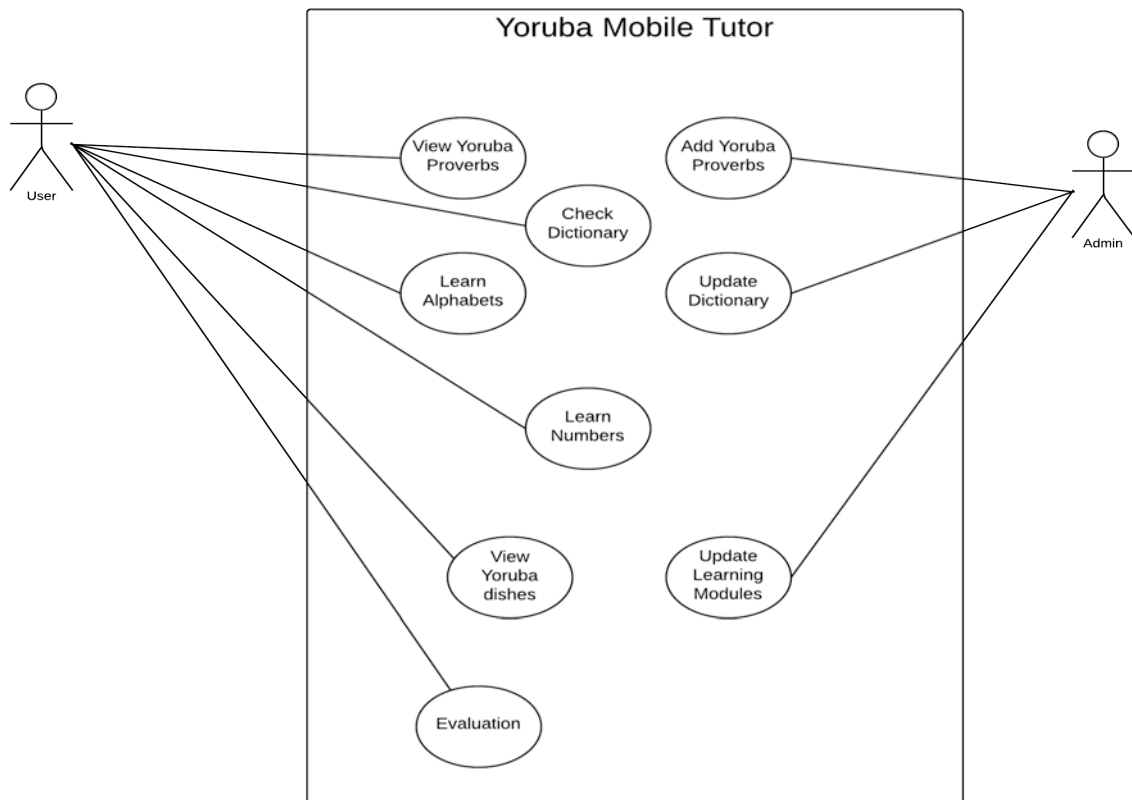 Yoruba Mobile Tutor
User
Admin
View Yoruba
Proverbs
Add Yoruba
Proverbs
Check
Dictionary
Learn
Alphabets
Update
Dictionary
Learn
Numbers
View
Yoruba
dishes
Update
Learning
Modules
Evaluation